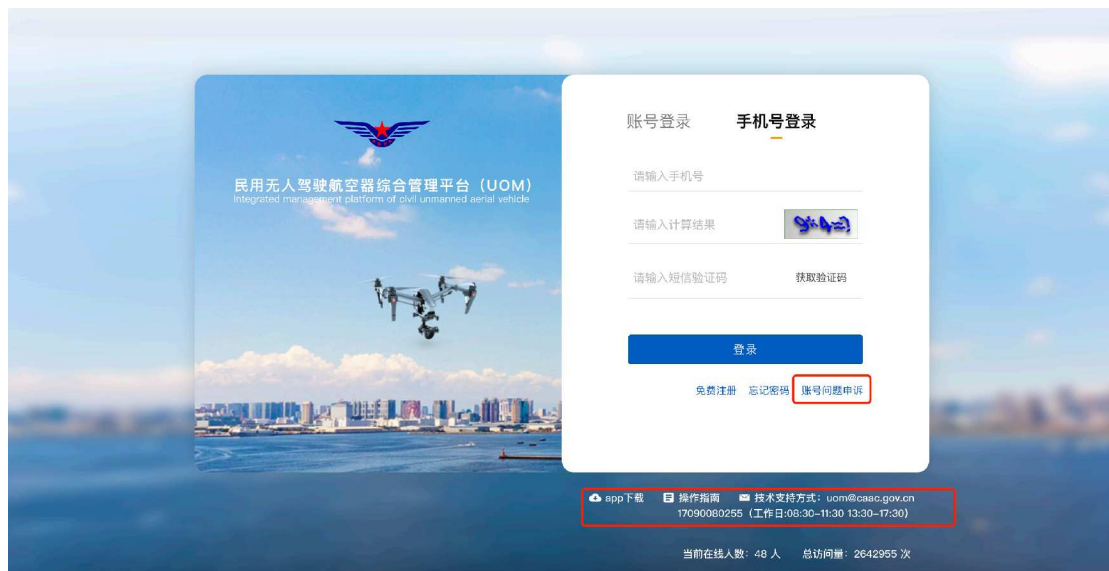 民用无人驾驶航空器综合管理平台（UOM）
Integrated management platform of civil unmanned aerial vehicle
账号登录 手机号登录
请输入手机号
请输入计算结果
请输入短信验证码 获取验证码
登录
免费注册 忘记密码 账号问题申诉
app下载 操作指南 技术支持方式：uom@caac.gov.cn
17090080255（工作日:08:30-11:30 13:30-17:30）
当前在线人数：48 人 总访问量：2642955 次